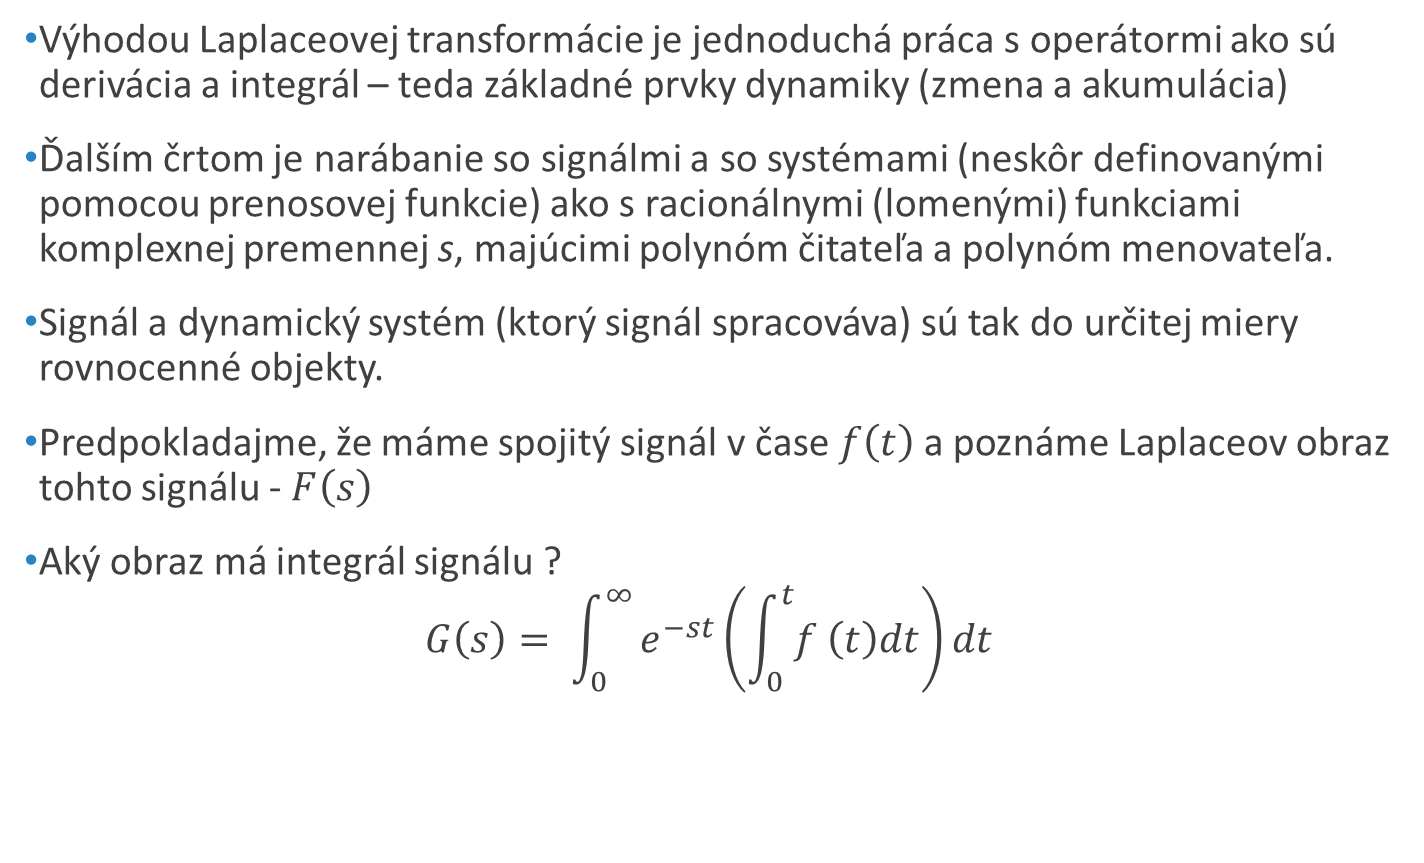 •Výhodou Laplaceovej transformácie je jednoduchá práca s operátormi ako sú
derivácia a integrál – teda základné prvky dynamiky (zmena a akumulácia)
•Ďalším črtom je narábanie so signálmi a so systémami (neskôr definovanými
pomocou prenosovej funkcie) ako s racionálnymi (lomenými) funkciami
komplexnej premennej s, majúcimi polynóm čitateľa a polynóm menovateľa.
•Signál a dynamický systém (ktorý signál spracováva) sú tak do určitej miery
rovnocenné objekty.
•Predpokladajme, že máme spojitý signál v čase f(t) a poznáme Laplaceov obraz
tohto signálu - F(s)
•Aký obraz má integrál signálu ?
G(s) = ∫₀^∞ e^{-st} (∫₀^t f (t)dt) dt